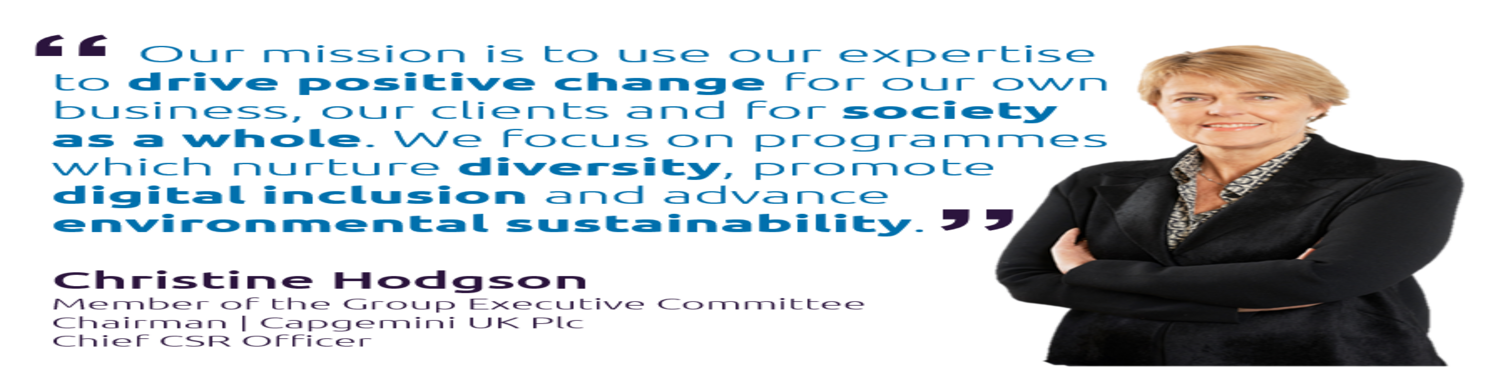 “ Our mission is to use our expertise
to drive positive change for our own
business, our clients and for society
as a whole. We focus on programmes
which nurture diversity, promote
digital inclusion and advance
environmental sustainability. ”
Christine Hodgson
Member of the Group Executive Committee
Chairman | Capgemini UK Plc
Chief CSR Officer